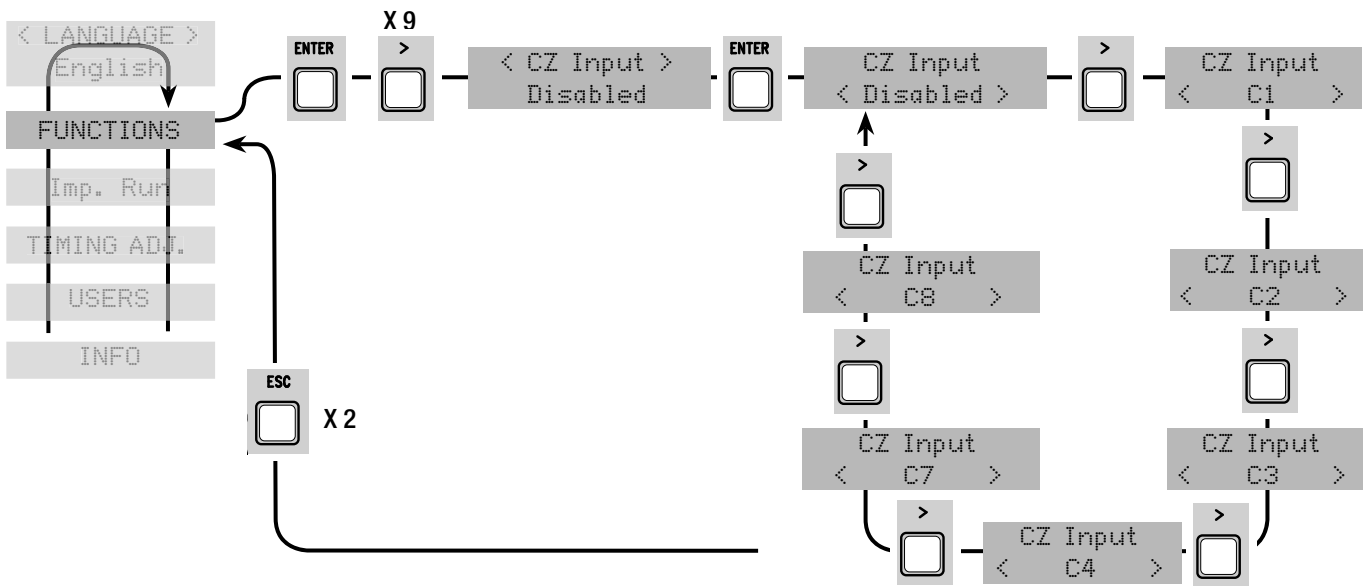 < LANGUAGE >
English
FUNCTIONS
Imp. Run
TIMING ADJ.
USERS
INFO
ENTER
X 9
>
< CZ Input >
Disabled
ENTER
CZ Input
< Disabled >
>
CZ Input
< C1 >
>
CZ Input
< C2 >
>
CZ Input
< C3 >
>
CZ Input
< C4 >
>
CZ Input
< C7 >
>
CZ Input
< C8 >
>
ESC
X 2